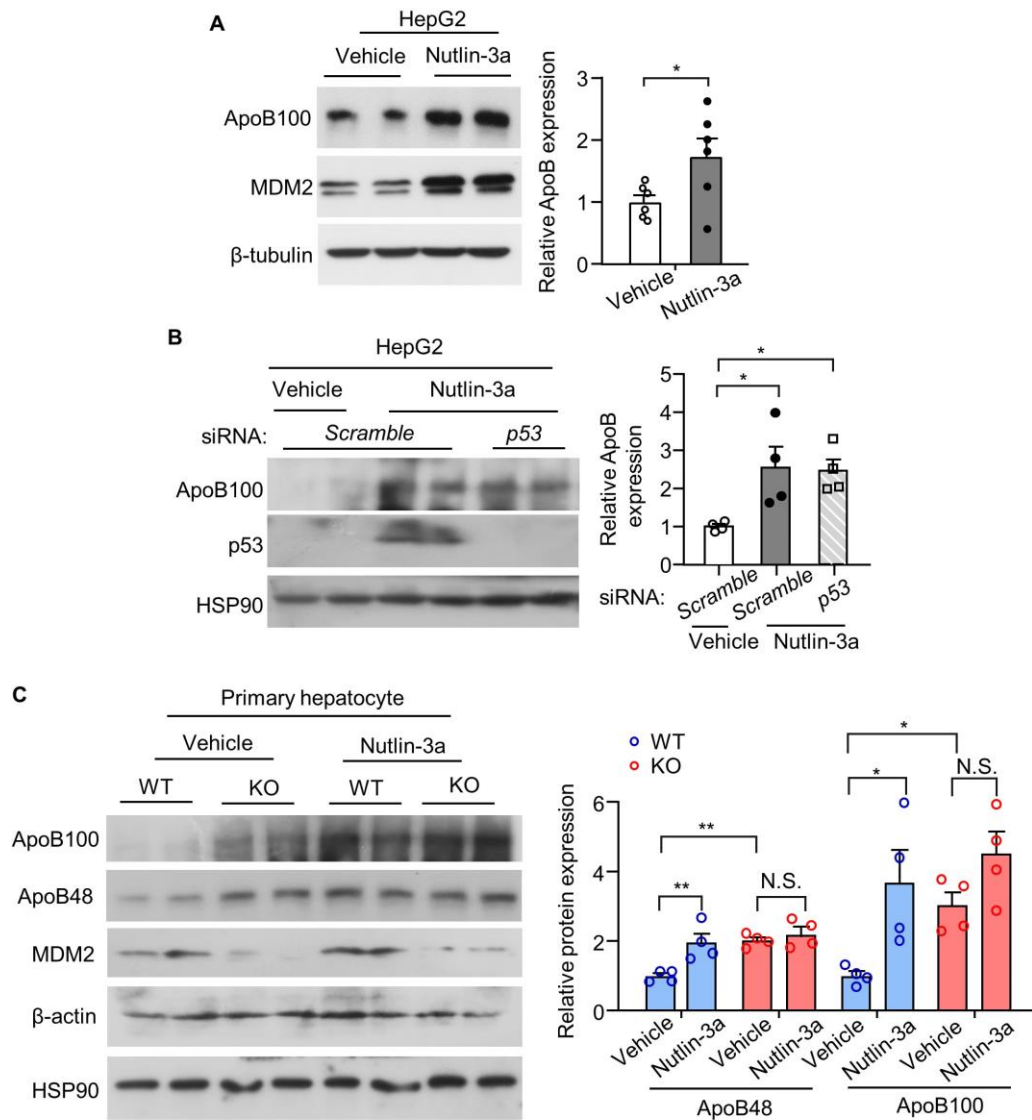 A
HepG2
Vehicle Nutlin-3a
ApoB100
MDM2
β-tubulin
Relative ApoB expression
3
2
1
0
*
Vehicle
Nutlin-3a
B
HepG2
Vehicle Nutlin-3a
siRNA: Scramble p53
ApoB100
p53
HSP90
Relative ApoB
expression
5
4
3
2
1
0
*
*
siRNA: Scramble Scramble p53
Vehicle Nutlin-3a
C
Primary hepatocyte
Vehicle Nutlin-3a
WT KO WT KO
ApoB100
ApoB48
MDM2
β-actin
HSP90
WT
KO
Relative protein expression
6
4
2
0
**
**
N.S.
*
*
N.S.
Vehicle Nutlin-3a Vehicle Nutlin-3a Vehicle Nutlin-3a Vehicle Nutlin-3a
ApoB48 ApoB100